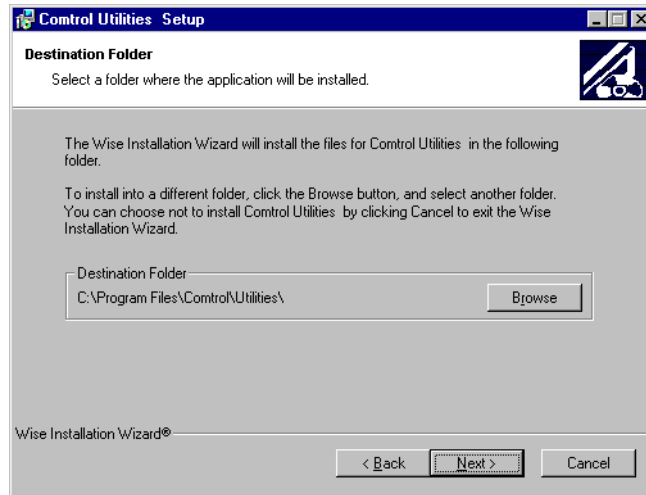 Comtrol Utilities  Setup
Destination Folder
Select a folder where the application will be installed.
The Wise Installation Wizard will install the files for Comtrol Utilities  in the following
folder.
To install into a different folder, click the Browse button, and select another folder.
You can choose not to install Comtrol Utilities  by clicking Cancel to exit the Wise
Installation Wizard.
Destination Folder
C:\Program Files\Comtrol\Utilities\
Browse
Wise Installation Wizard®
< Back
Next >
Cancel